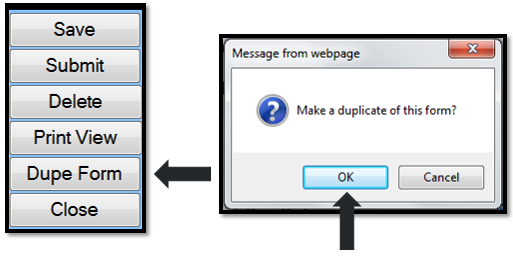 Save
Submit
Delete
Print View
Dupe Form
Close
Message from webpage
Make a duplicate of this form?
OK
Cancel